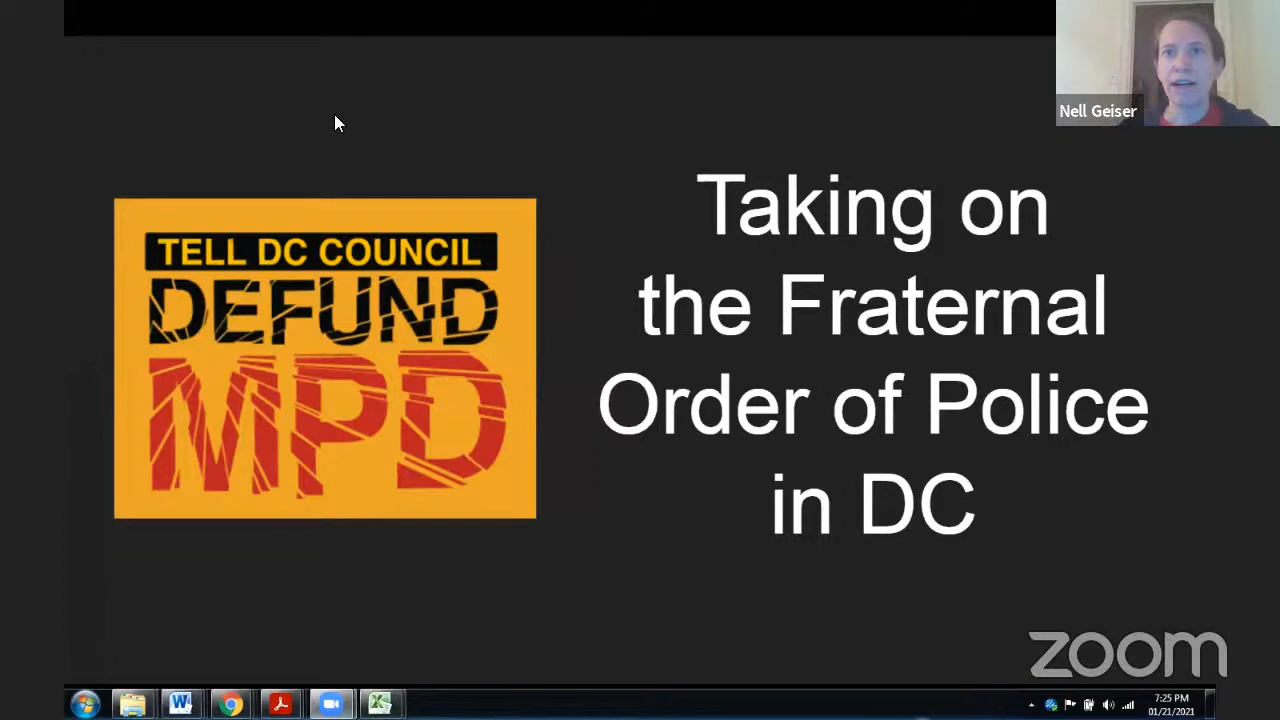 Nell Geiser
Taking on
the Fraternal
Order of Police
in DC
TELL DC COUNCIL
DEFUND
MPD
zoom
7:25 PM
01/21/2021